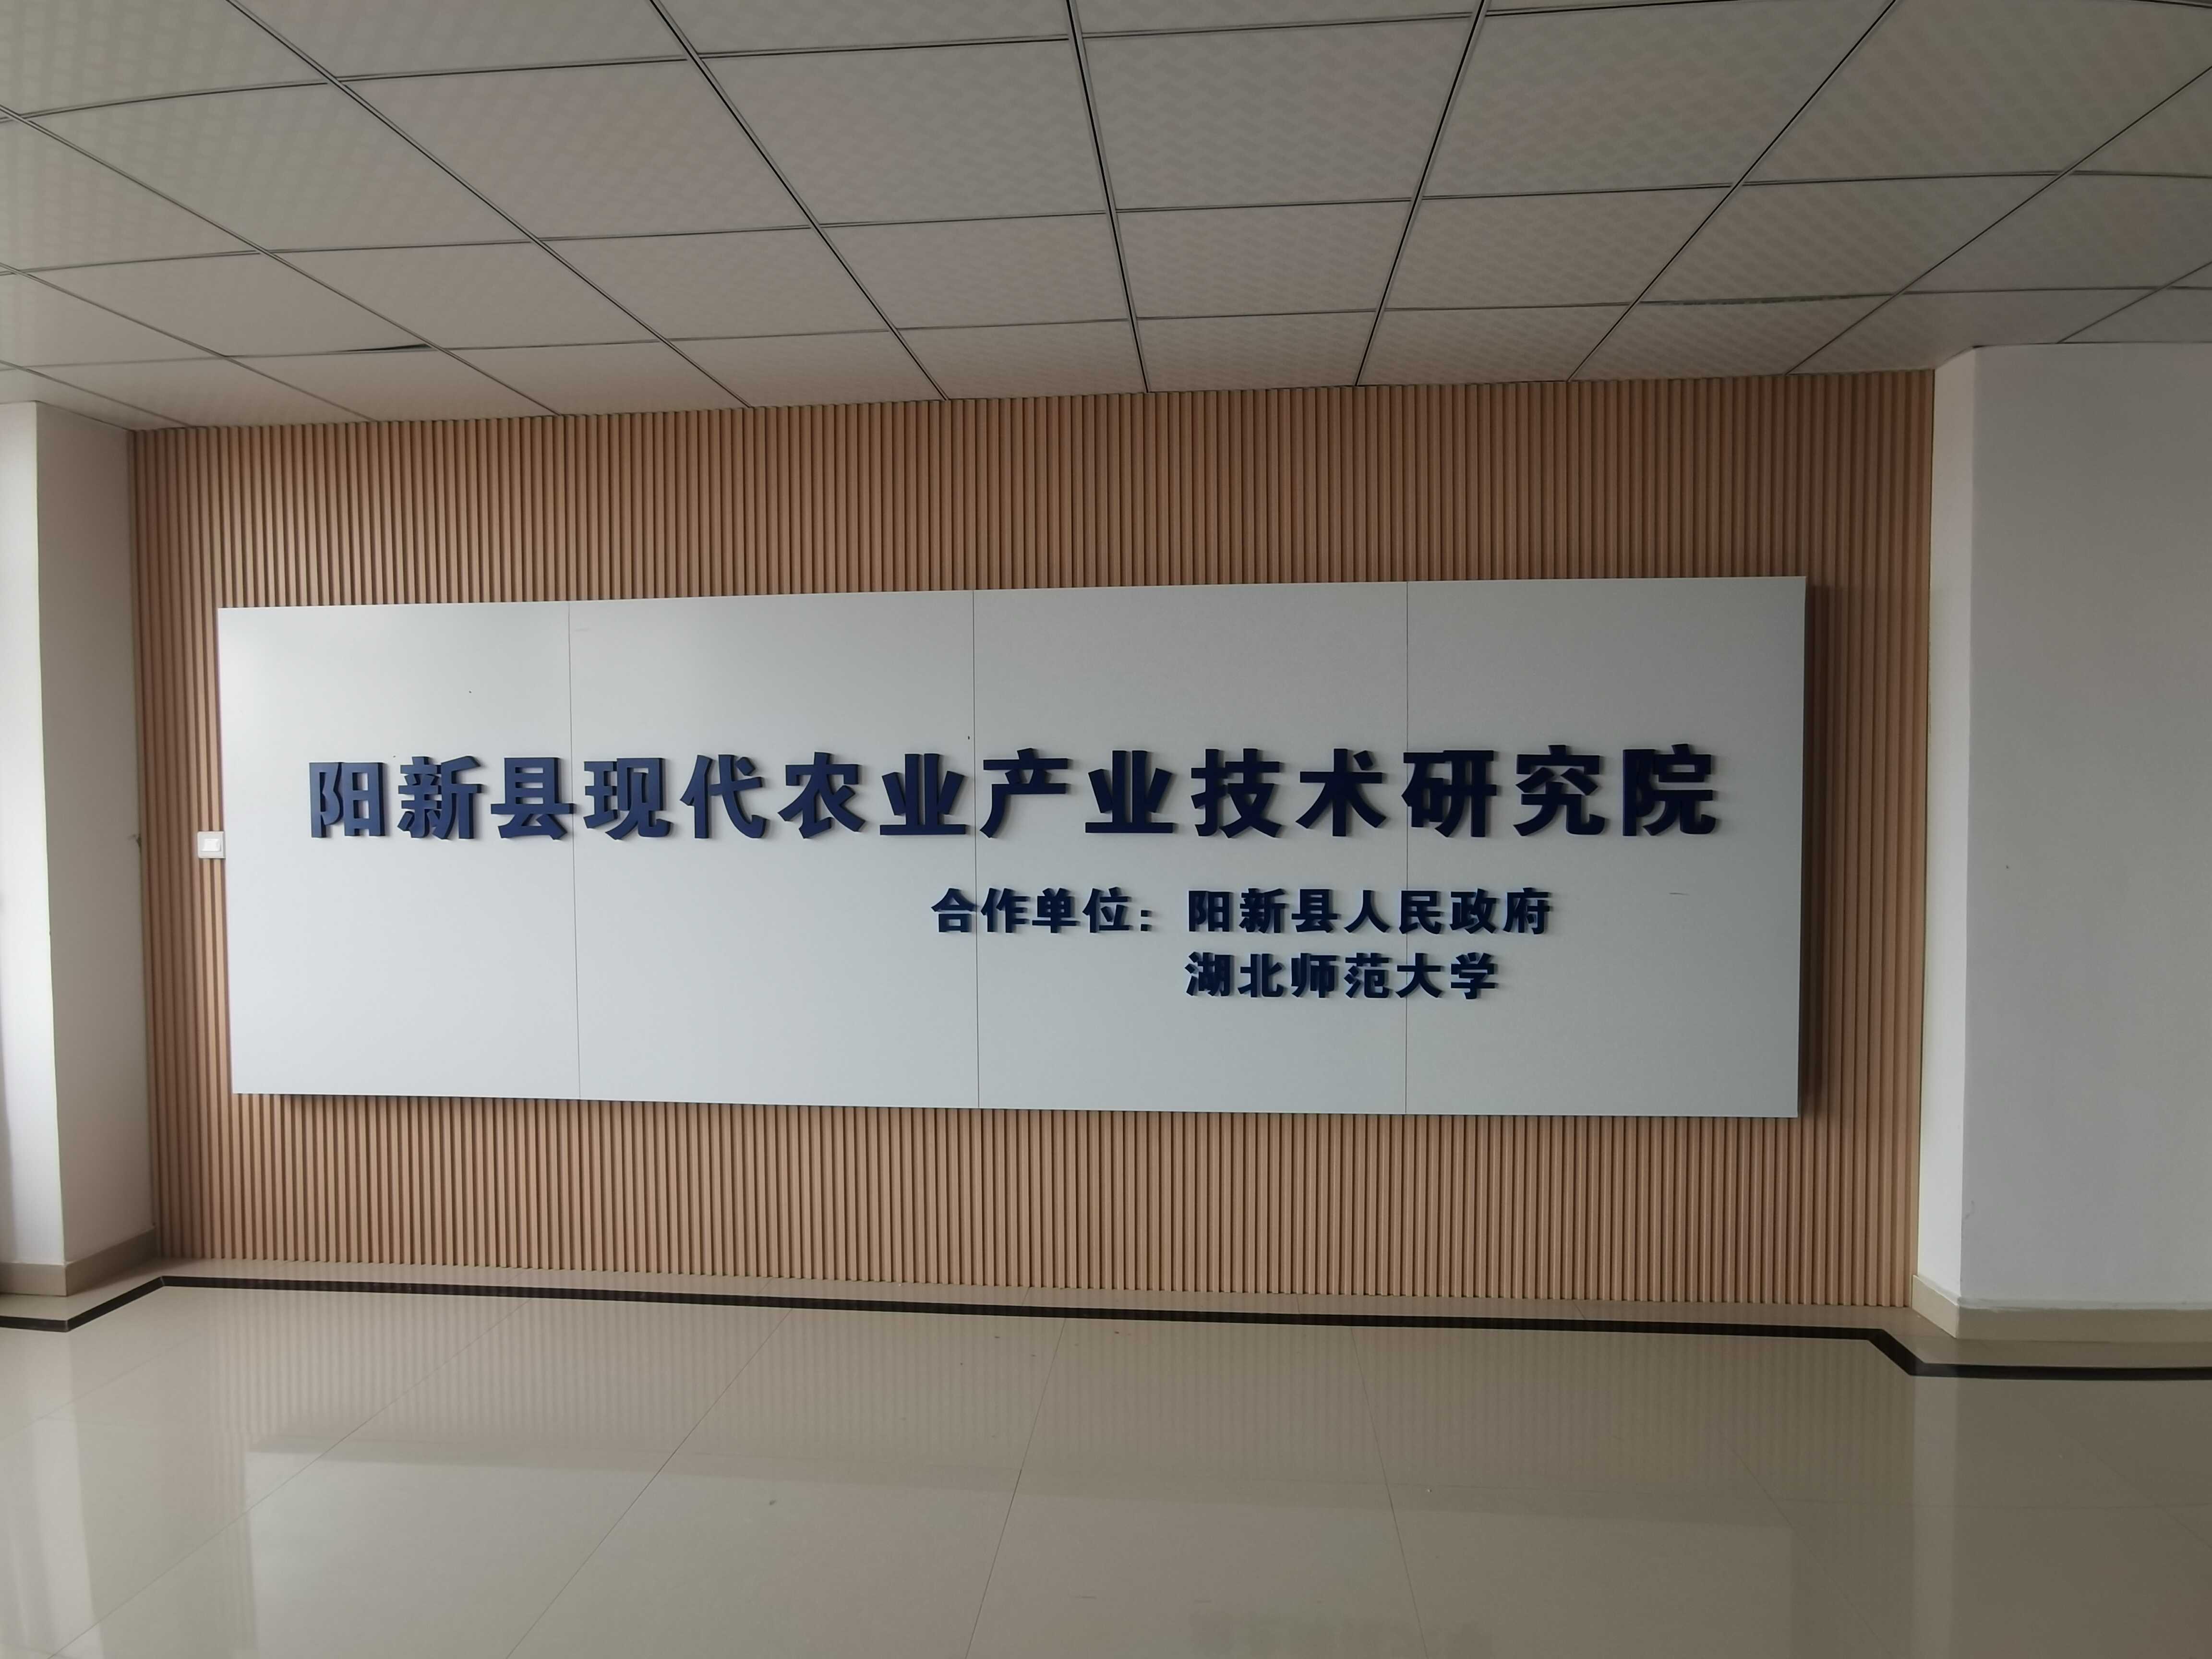 阳新县现代农业产业技术研究院
合作单位：阳新县人民政府
湖北师范大学